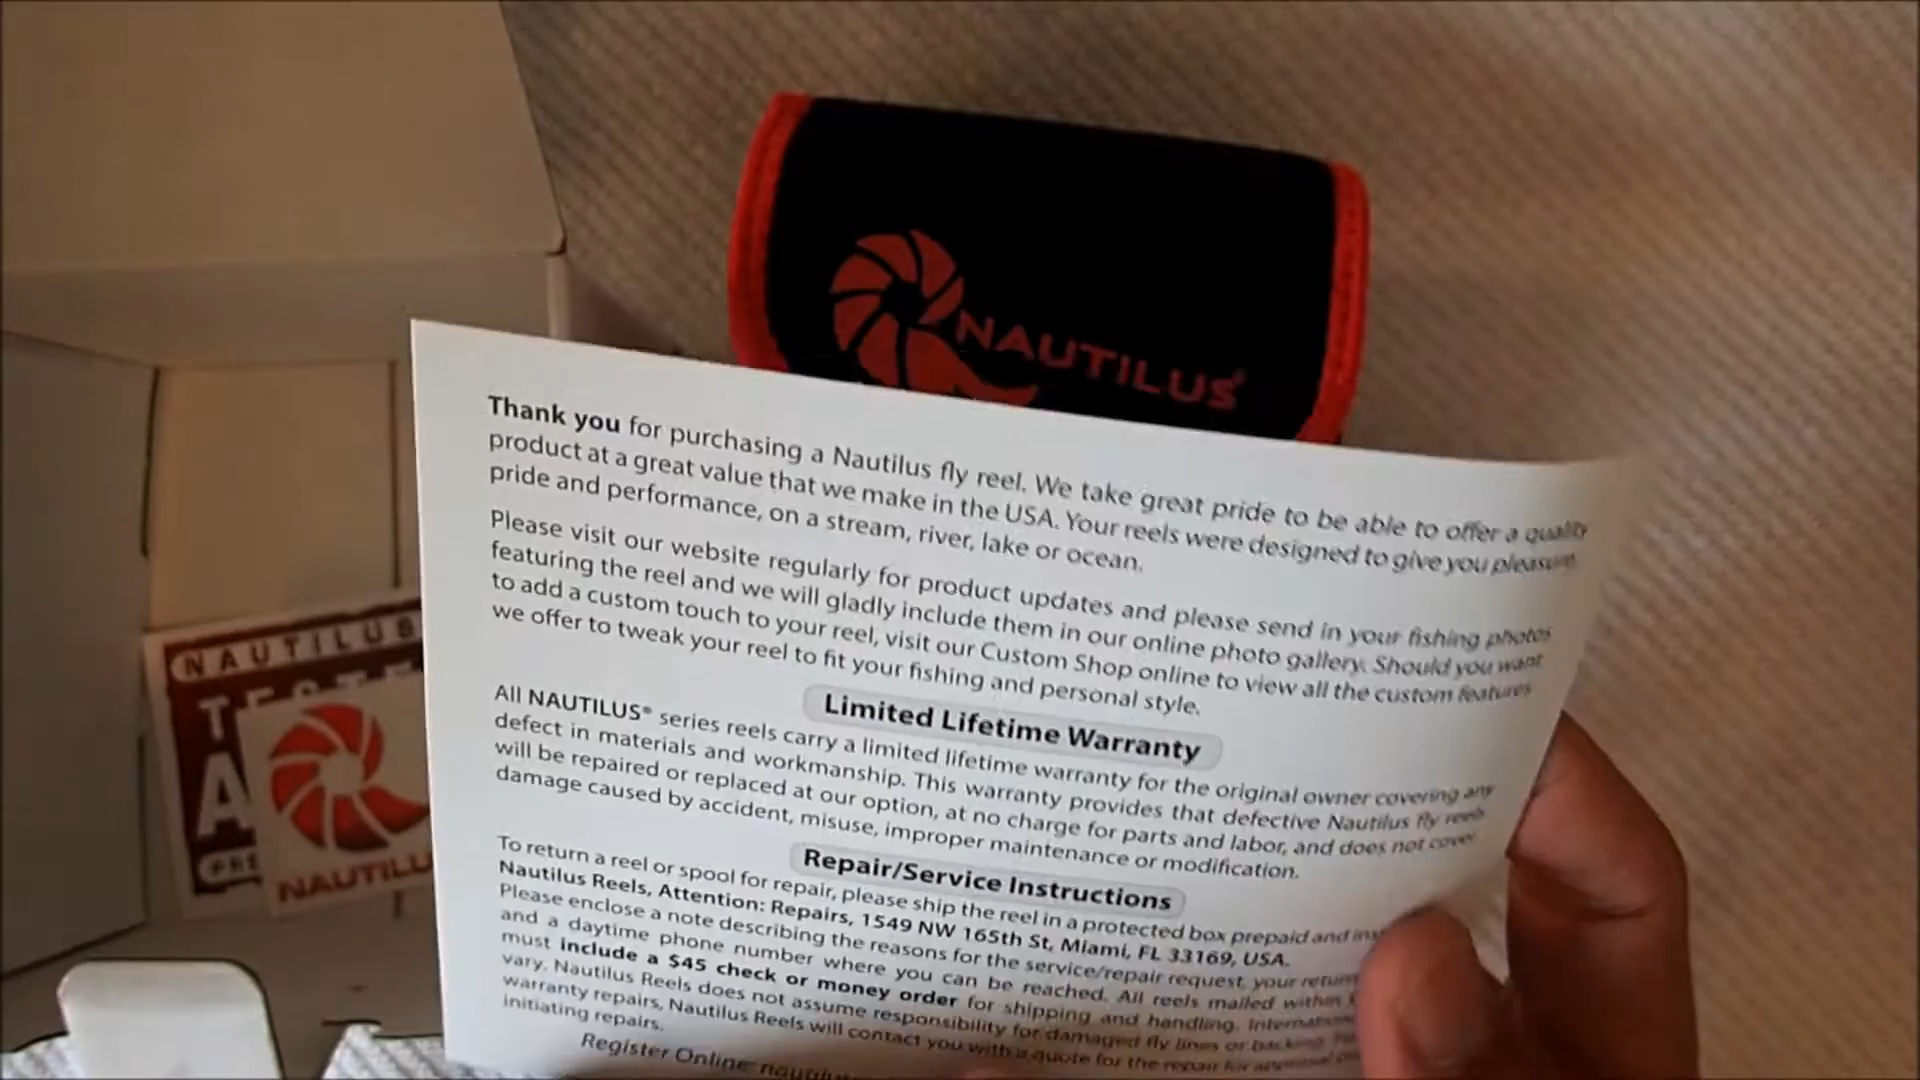 NAUTILUS
Thank you for purchasing a Nautilus fly reel. We take great pride to be able to offer a quality
product at a great value that we make in the USA. Your reels were designed to give you pleasure,
pride and performance, on a stream, river, lake or ocean.
Please visit our website regularly for product updates and please send in your fishing photos
featuring the reel and we will gladly include them in our online photo gallery. Should you want
to add a custom touch to your reel, visit our Custom Shop online to view all the custom features
we offer to tweak your reel to fit your fishing and personal style.
Limited Lifetime Warranty
All NAUTILUS® series reels carry a limited lifetime warranty for the original owner covering any
defect in materials and workmanship. This warranty provides that defective Nautilus fly reels
will be repaired or replaced at our option, at no charge for parts and labor, and does not cover
damage caused by accident, misuse, improper maintenance or modification.
Repair/Service Instructions
To return a reel or spool for repair, please ship the reel in a protected box prepaid and
Nautilus Reels, Attention: Repairs, 1549 NW 165th St, Miami, FL 33169, USA.
Please enclose a note describing the reasons for the service/repair request, your return
and a daytime phone number where you can be reached. All reels mailed within
must include a $45 check or money order for shipping and handling.
vary. Nautilus Reels does not assume responsibility for damaged fly lines or backing.
warranty repairs, Nautilus Reels will contact you with a quote for the repair for approval
initiating repairs.
Register Online:
NAUTILUS
NAUTILU